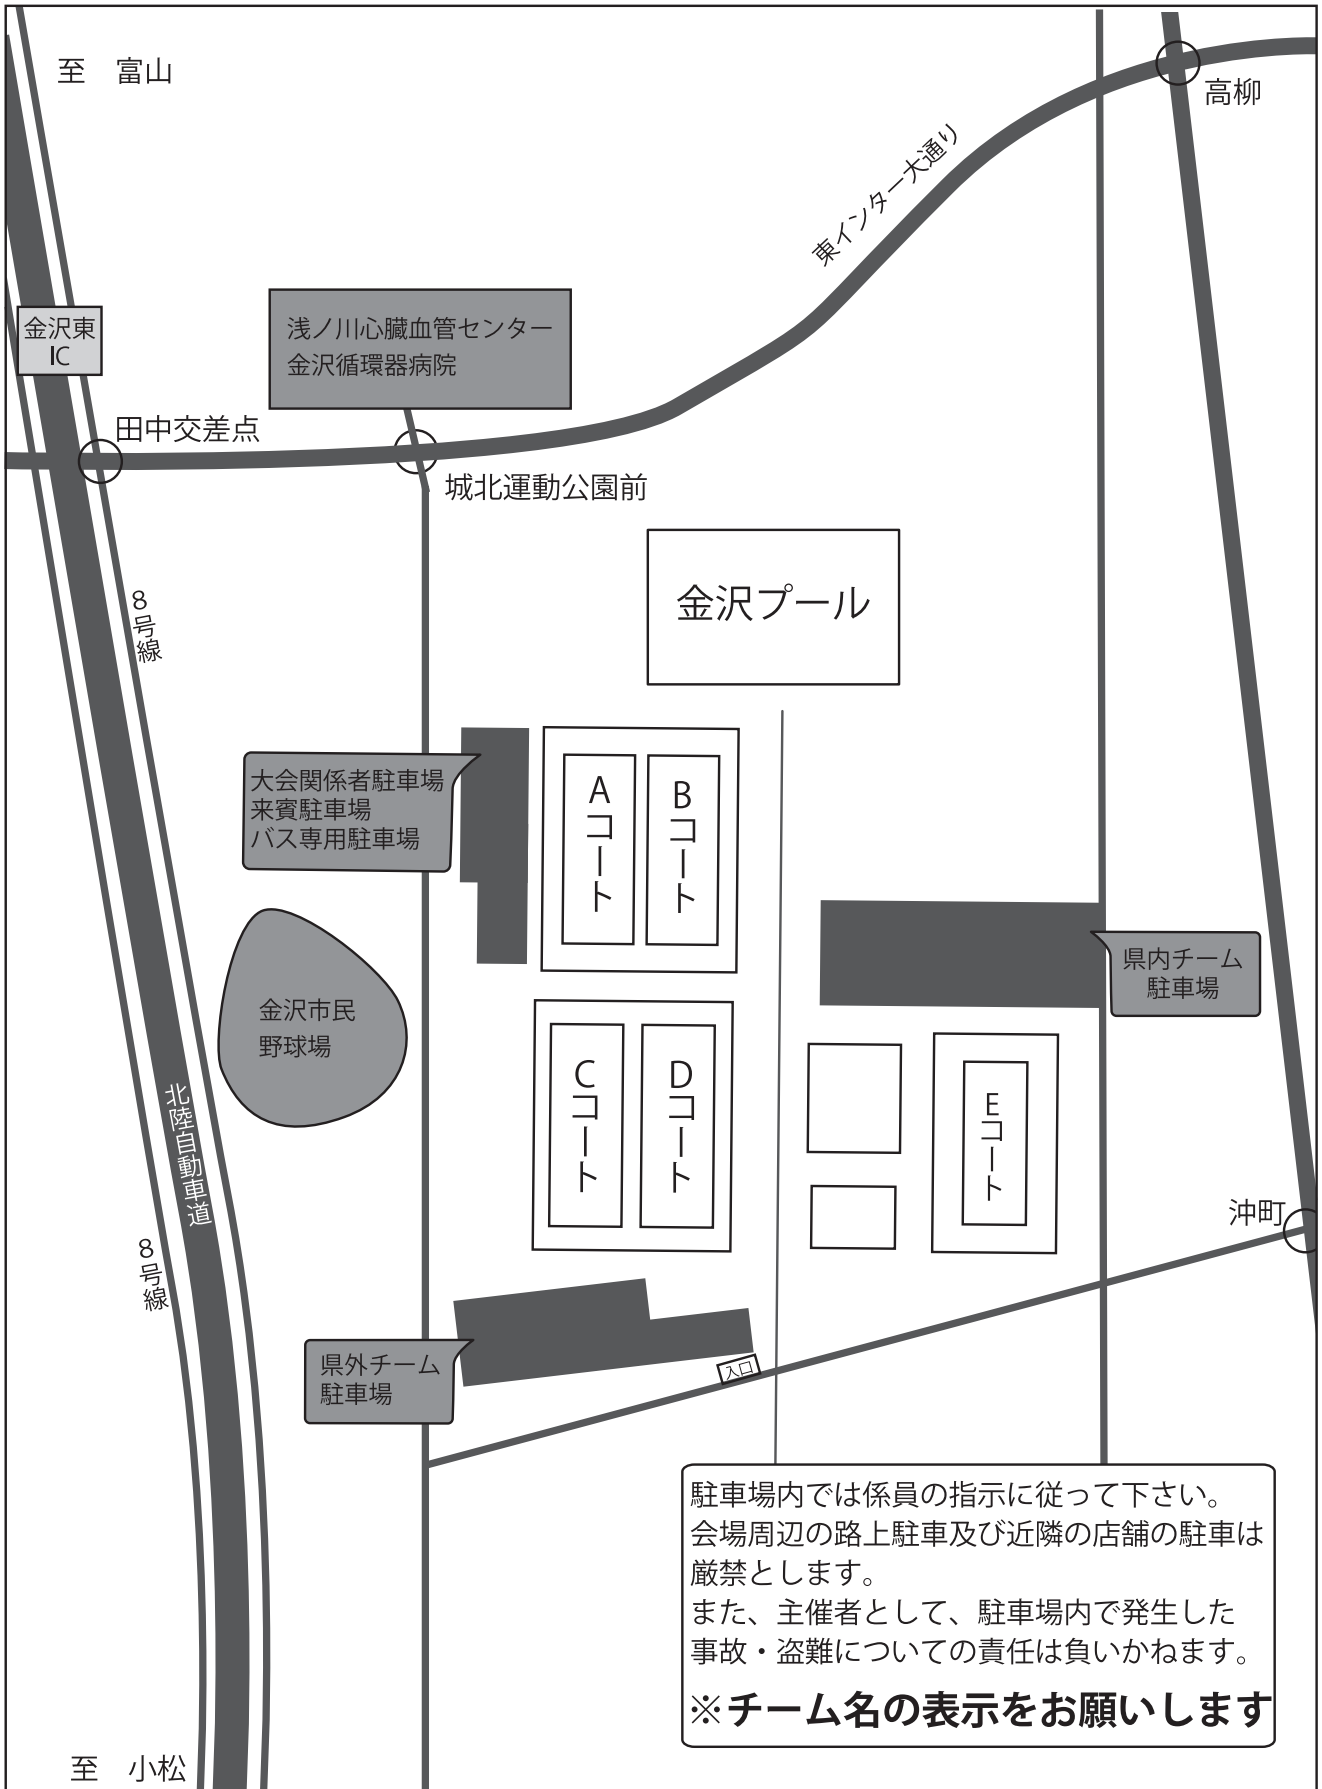 至　富山
高柳
東インター大通り
金沢東
IC
浅ノ川心臓血管センター
金沢循環器病院
田中交差点
城北運動公園前
8号線
金沢プール
大会関係者駐車場
来賓駐車場
バス専用駐車場
Aコート
Bコート
県内チーム
駐車場
金沢市民
野球場
Cコート
Dコート
Eコート
北陸自動車道
沖町
8号線
県外チーム
駐車場
入口
駐車場内では係員の指示に従って下さい。
会場周辺の路上駐車及び近隣の店舗の駐車は
厳禁とします。
また、主催者として、駐車場内で発生した
事故・盗難についての責任は負いかねます。
※チーム名の表示をお願いします
至　小松